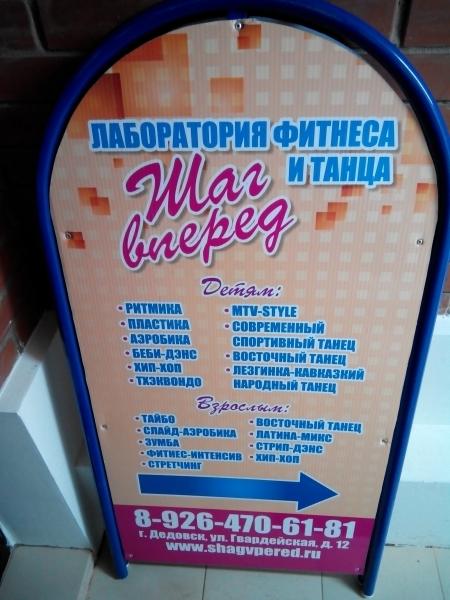 ЛАБОРАТОРИЯ ФИТНЕСА
И ТАНЦА
Шаг
вперед
Детям:
• РИТМИКА
• ПЛАСТИКА
• АЭРОБИКА
• БЕБИ-ДЭНС
• ХИП-ХОП
• ТХЭКВОНДО
• MTV-STYLE
• СОВРЕМЕННЫЙ
СПОРТИВНЫЙ ТАНЕЦ
• ВОСТОЧНЫЙ ТАНЕЦ
• ЛЕЗГИНКА-КАВКАЗКИЙ
НАРОДНЫЙ ТАНЕЦ
Взрослым:
• ТАЙБО
• СЛАЙД-АЭРОБИКА
• ЗУМБА
• ФИТНЕС-ИНТЕНСИВ
• СТРЕТЧИНГ
• ВОСТОЧНЫЙ ТАНЕЦ
• ЛАТИНА-МИКС
• СТРИП-ДЭНС
• ХИП-ХОП
8-926-470-61-81
г. Дедовск, ул. Гвардейская, д. 12
www.shagvpered.ru